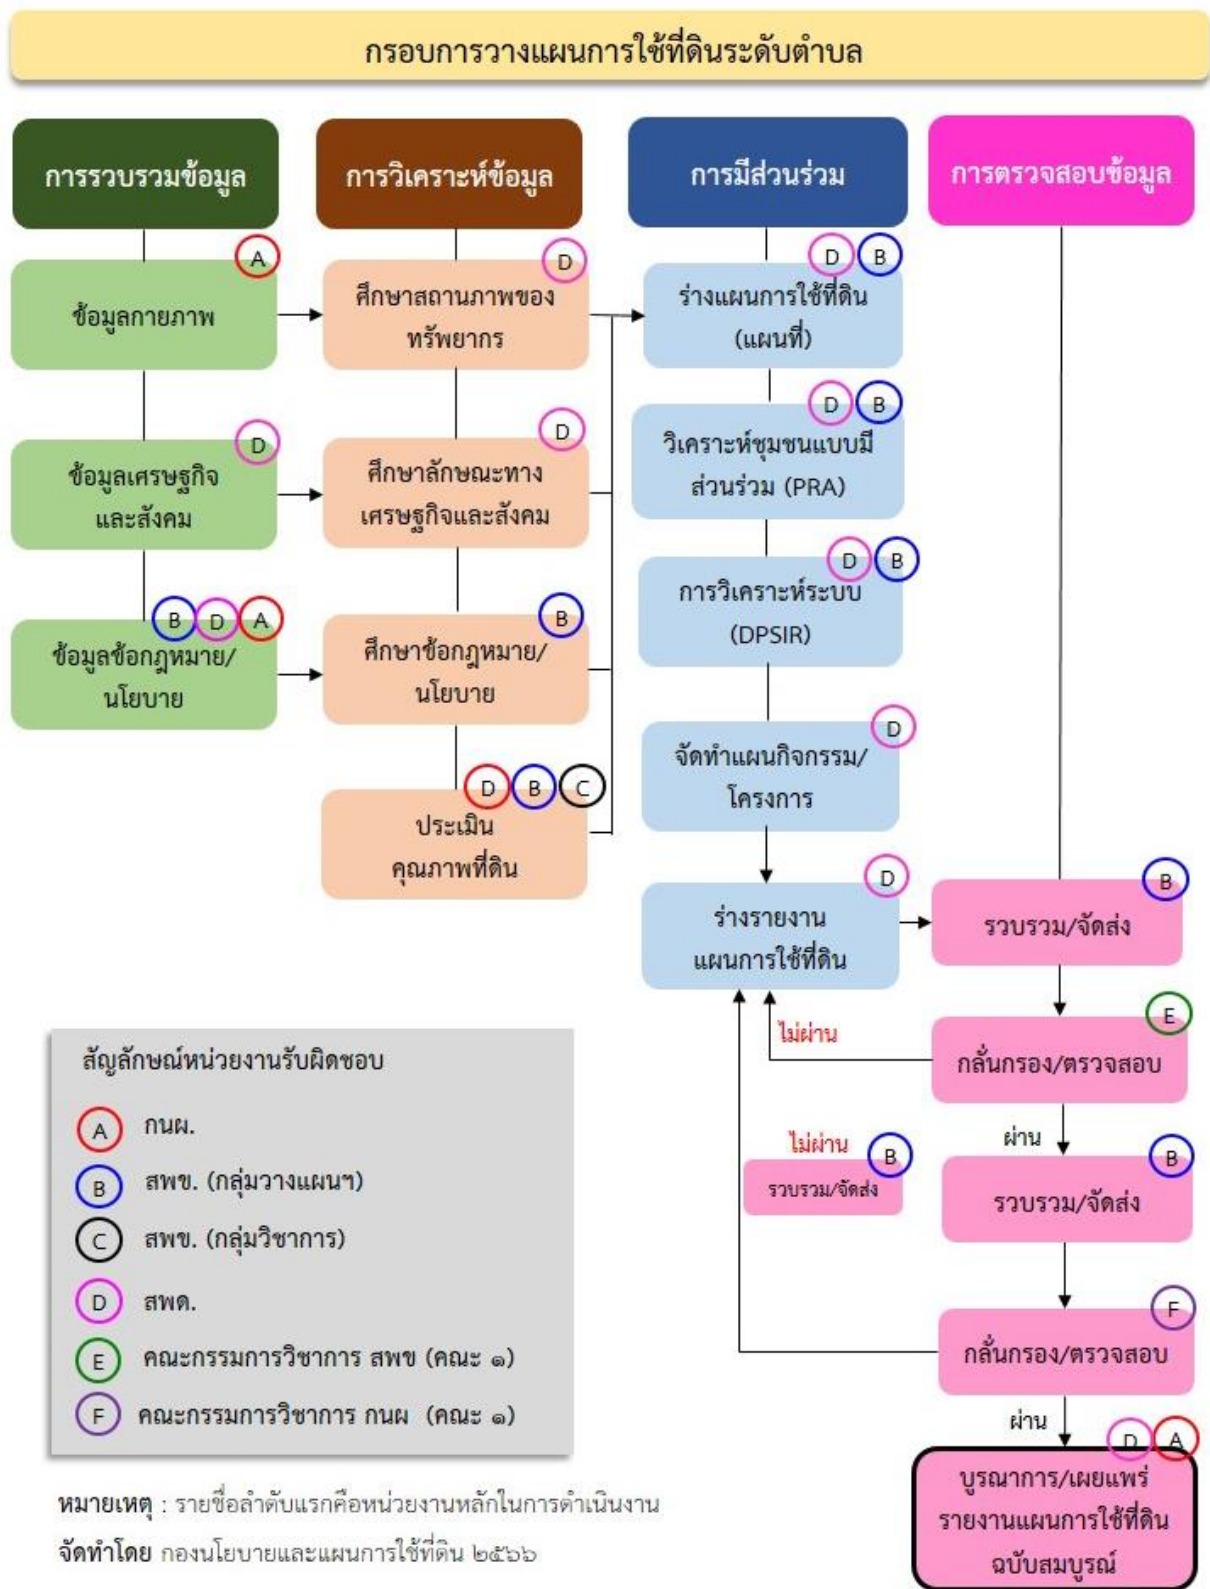 กรอบการวางแผนการใช้ที่ดินระดับตำบล
การรวบรวมข้อมูล
A
ข้อมูลกายภาพ
D
ข้อมูลเศรษฐกิจ
และสังคม
B D A
ข้อมูลข้อกฎหมาย/
นโยบาย
การวิเคราะห์ข้อมูล
D
ศึกษาสถานภาพของ
ทรัพยากร
D
ศึกษาลักษณะทาง
เศรษฐกิจและสังคม
B
ศึกษาข้อกฎหมาย/
นโยบาย
D B C
ประเมิน
คุณภาพที่ดิน
การมีส่วนร่วม
D B
ร่างแผนการใช้ที่ดิน
(แผนที่)
D B
วิเคราะห์ชุมชนแบบมี
ส่วนร่วม (PRA)
D B
การวิเคราะห์ระบบ
(DPSIR)
D
จัดทำแผนกิจกรรม/
โครงการ
D
ร่างรายงาน
แผนการใช้ที่ดิน
การตรวจสอบข้อมูล
B
รวบรวม/จัดส่ง
E
กลั่นกรอง/ตรวจสอบ
ไม่ผ่าน
ผ่าน
B
รวบรวม/จัดส่ง
ไม่ผ่าน
B
รวบรวม/จัดส่ง
F
กลั่นกรอง/ตรวจสอบ
ผ่าน
D A
บูรณาการ/เผยแพร่
รายงานแผนการใช้ที่ดิน
ฉบับสมบูรณ์
สัญลักษณ์หน่วยงานรับผิดชอบ
A กนผ.
B สพข. (กลุ่มวางแผนฯ)
C สพข. (กลุ่มวิชาการ)
D สพด.
E คณะกรรมการวิชาการ สพข (คณะ ๑)
F คณะกรรมการวิชาการ กนผ (คณะ ๑)
หมายเหตุ : รายชื่อลำดับแรกคือหน่วยงานหลักในการดำเนินงาน
จัดทำโดย กองนโยบายและแผนการใช้ที่ดิน ๒๕๖๖